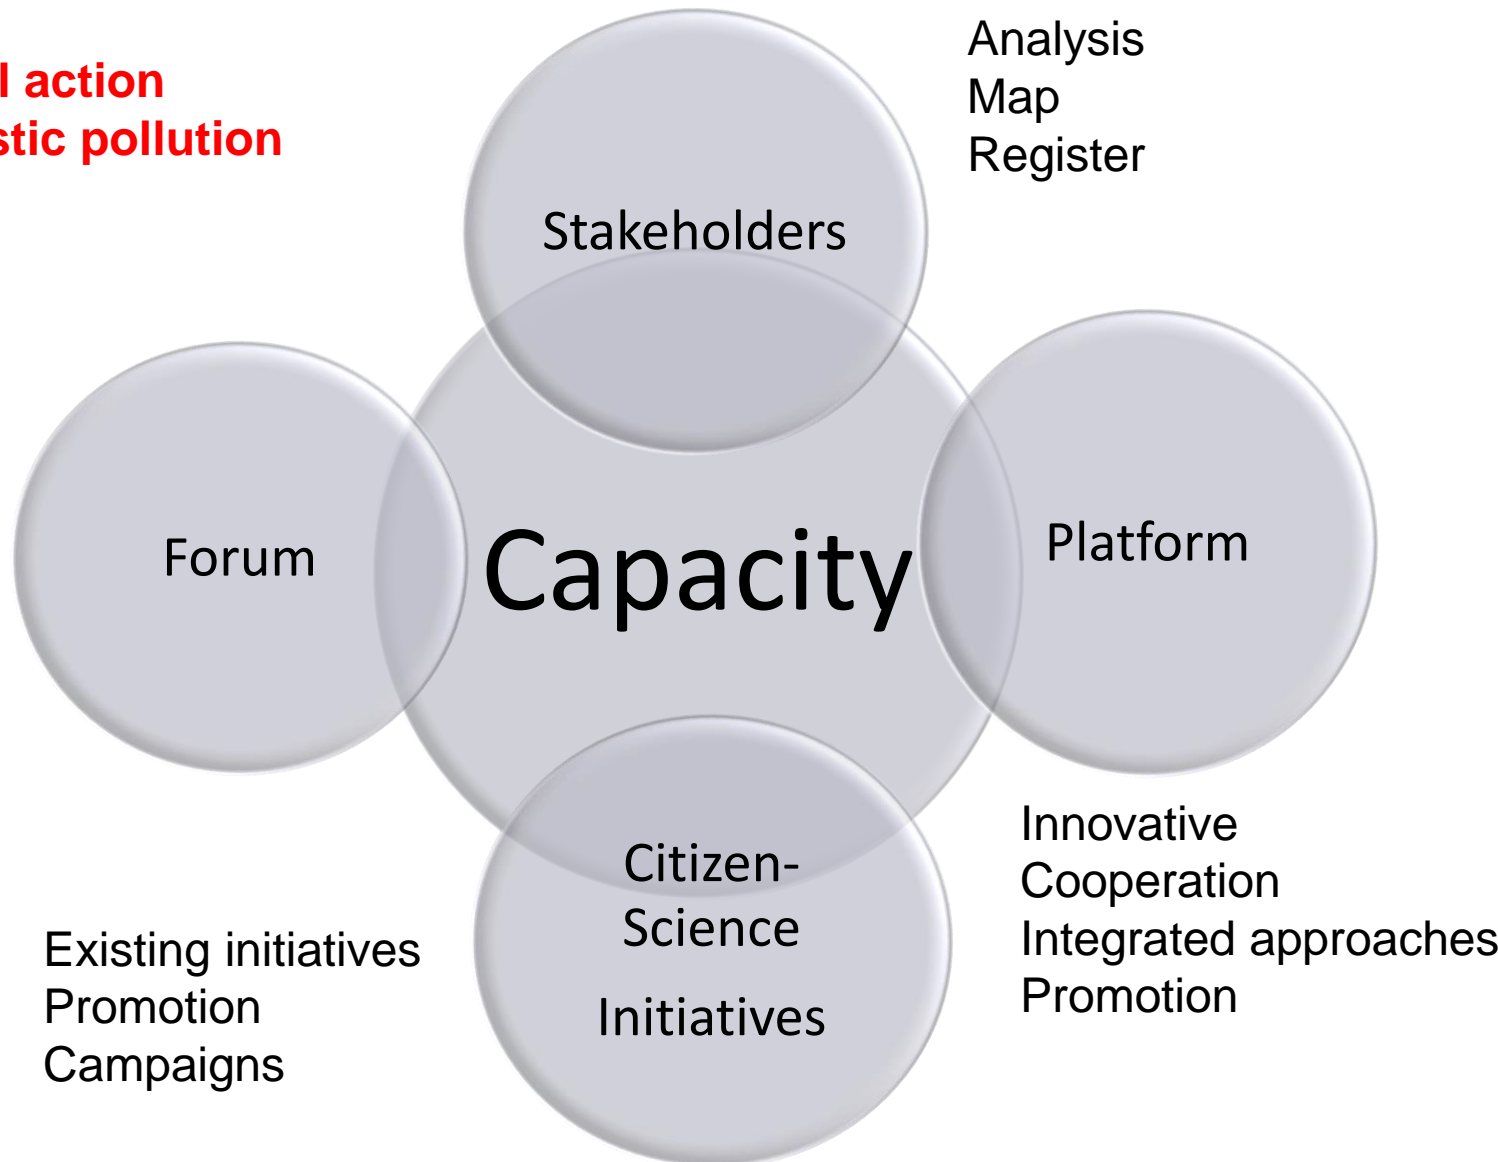 l action
stic pollution
Analysis
Map
Register
Stakeholders
Forum
Capacity
Platform
Citizen-
Science
Initiatives
Innovative
Cooperation
Integrated approaches
Promotion
Existing initiatives
Promotion
Campaigns